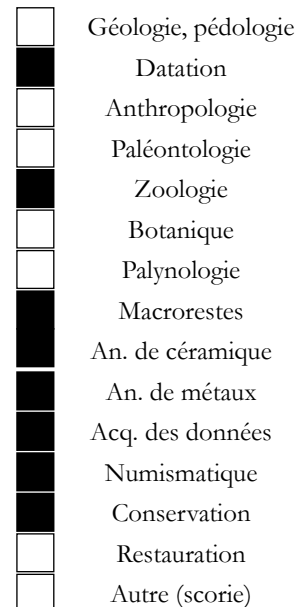 Géologie, pédologie
Datation
Anthropologie
Paléontologie
Zoologie
Botanique
Palynologie
Macrorestes
An. de céramique
An. de métaux
Acq. des données
Numismatique
Conservation
Restauration
Autre (scorie)